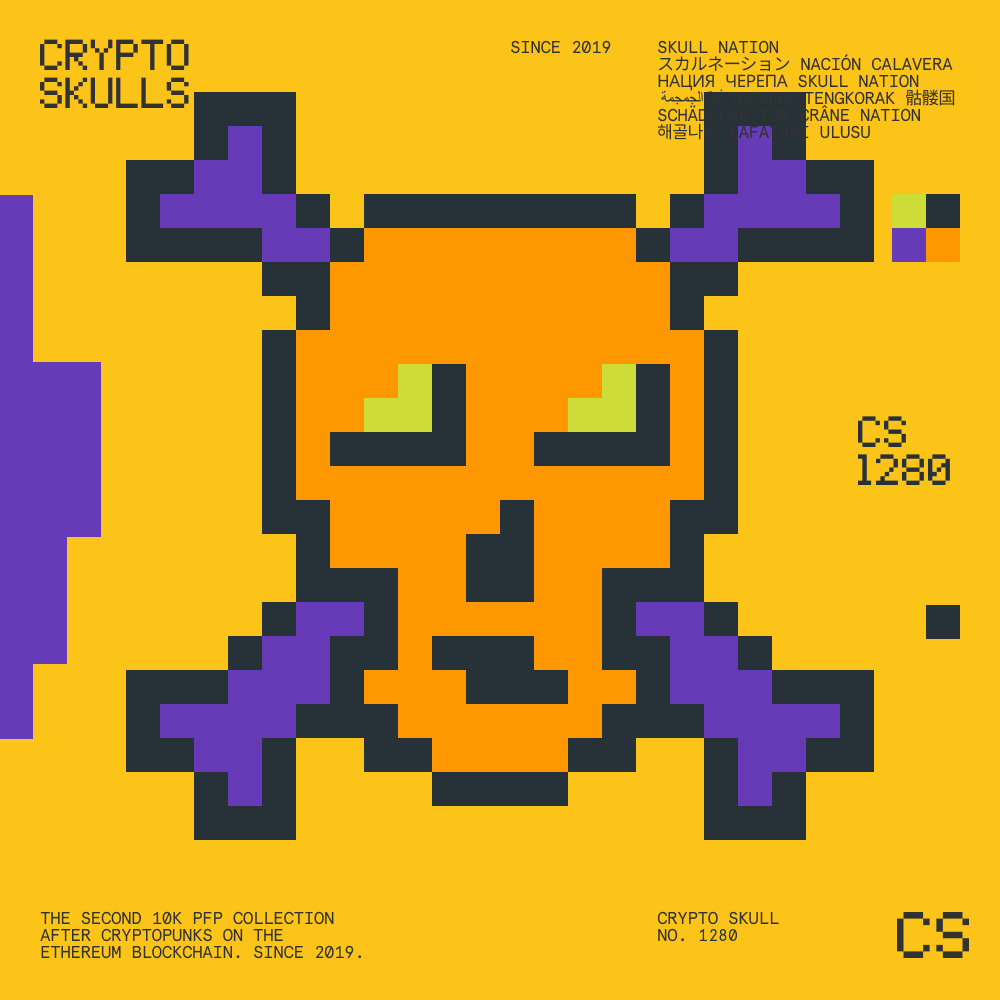 CRYPTO
SKULLS
SINCE 2019
SKULL NATION
スカルネーション NACIÓN CALAVERA
НАЦИЯ ЧЕРЕПА SKULL NATION
الجمجمة TENGKORAK 骷髅国
CRÂNE NATION
해골나 ULUSU
CS
1280
THE SECOND 10K PFP COLLECTION
AFTER CRYPTOPUNKS ON THE
ETHEREUM BLOCKCHAIN. SINCE 2019.
CRYPTO SKULL
NO. 1280
CS